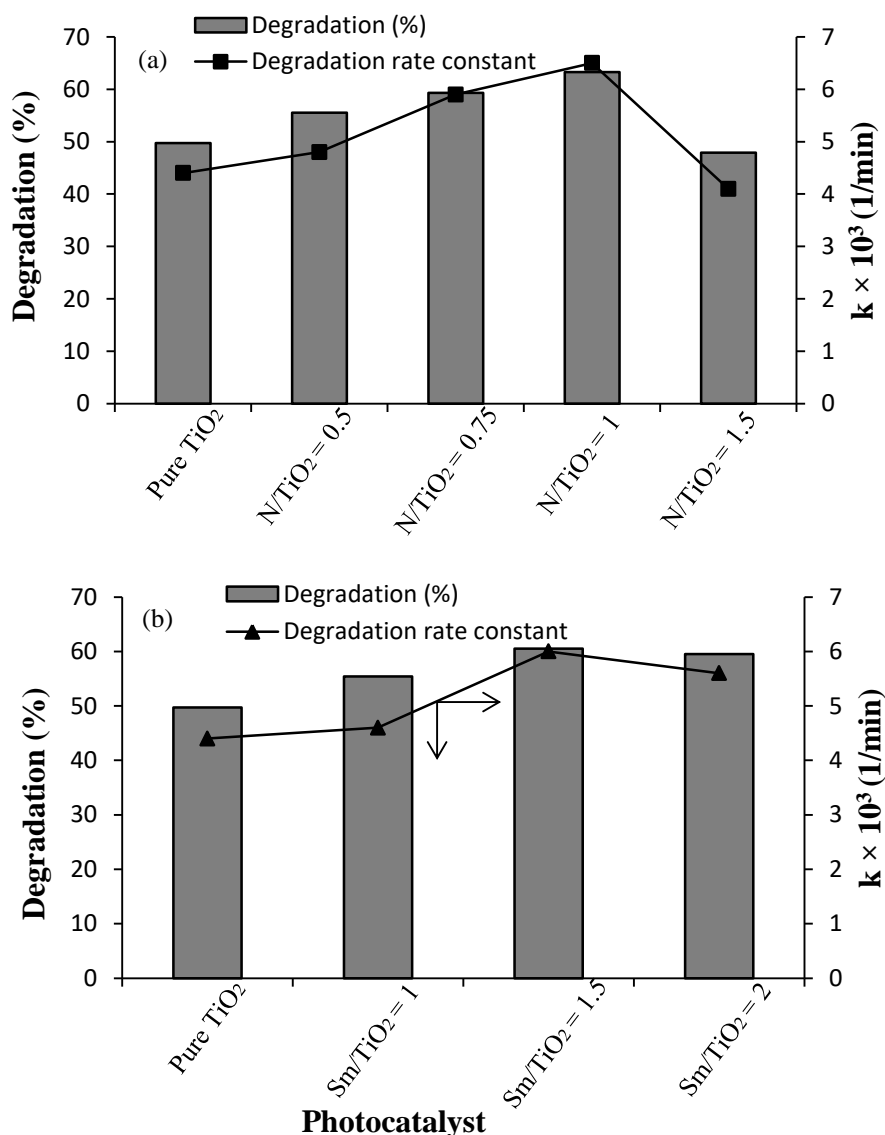 (a)
Degradation (%)
Degradation rate constant
Degradation (%)
70
60
50
40
30
20
10
0
k × 10³ (1/min)
7
6
5
4
3
2
1
0
Pure TiO₂
N/TiO₂ = 0.5
N/TiO₂ = 0.75
N/TiO₂ = 1
N/TiO₂ = 1.5
(b)
Degradation (%)
Degradation rate constant
Degradation (%)
70
60
50
40
30
20
10
0
k × 10³ (1/min)
7
6
5
4
3
2
1
0
Pure TiO₂
Sm/TiO₂ = 1
Sm/TiO₂ = 1.5
Sm/TiO₂ = 2
Photocatalyst